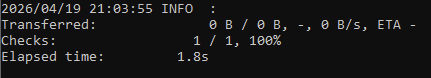 2026/04/19 21:03:55 INFO  :
Transferred:              0 B / 0 B, -, 0 B/s, ETA -
Checks:                 1 / 1, 100%
Elapsed time:         1.8s